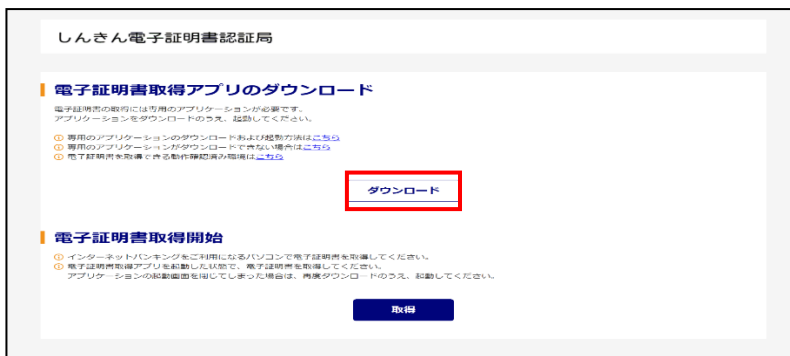 しんきん電子証明書認証局
電子証明書取得アプリのダウンロード
電子証明書の取得には専用のアプリケーションが必要です。
アプリケーションをダウンロードのうえ、起動してください。
専用のアプリケーションのダウンロードおよび起動方法はこちら
専用のアプリケーションがダウンロードできない場合はこちら
電子証明書を取得できる動作確認済み環境はこちら
ダウンロード
電子証明書取得開始
インターネットバンキングをご利用になるパソコンで電子証明書を取得してください。
電子証明書取得アプリを起動した状態で、電子証明書を取得してください。
アプリケーションの起動画面を閉じてしまった場合は、再度ダウンロードのうえ、起動してください。
取得